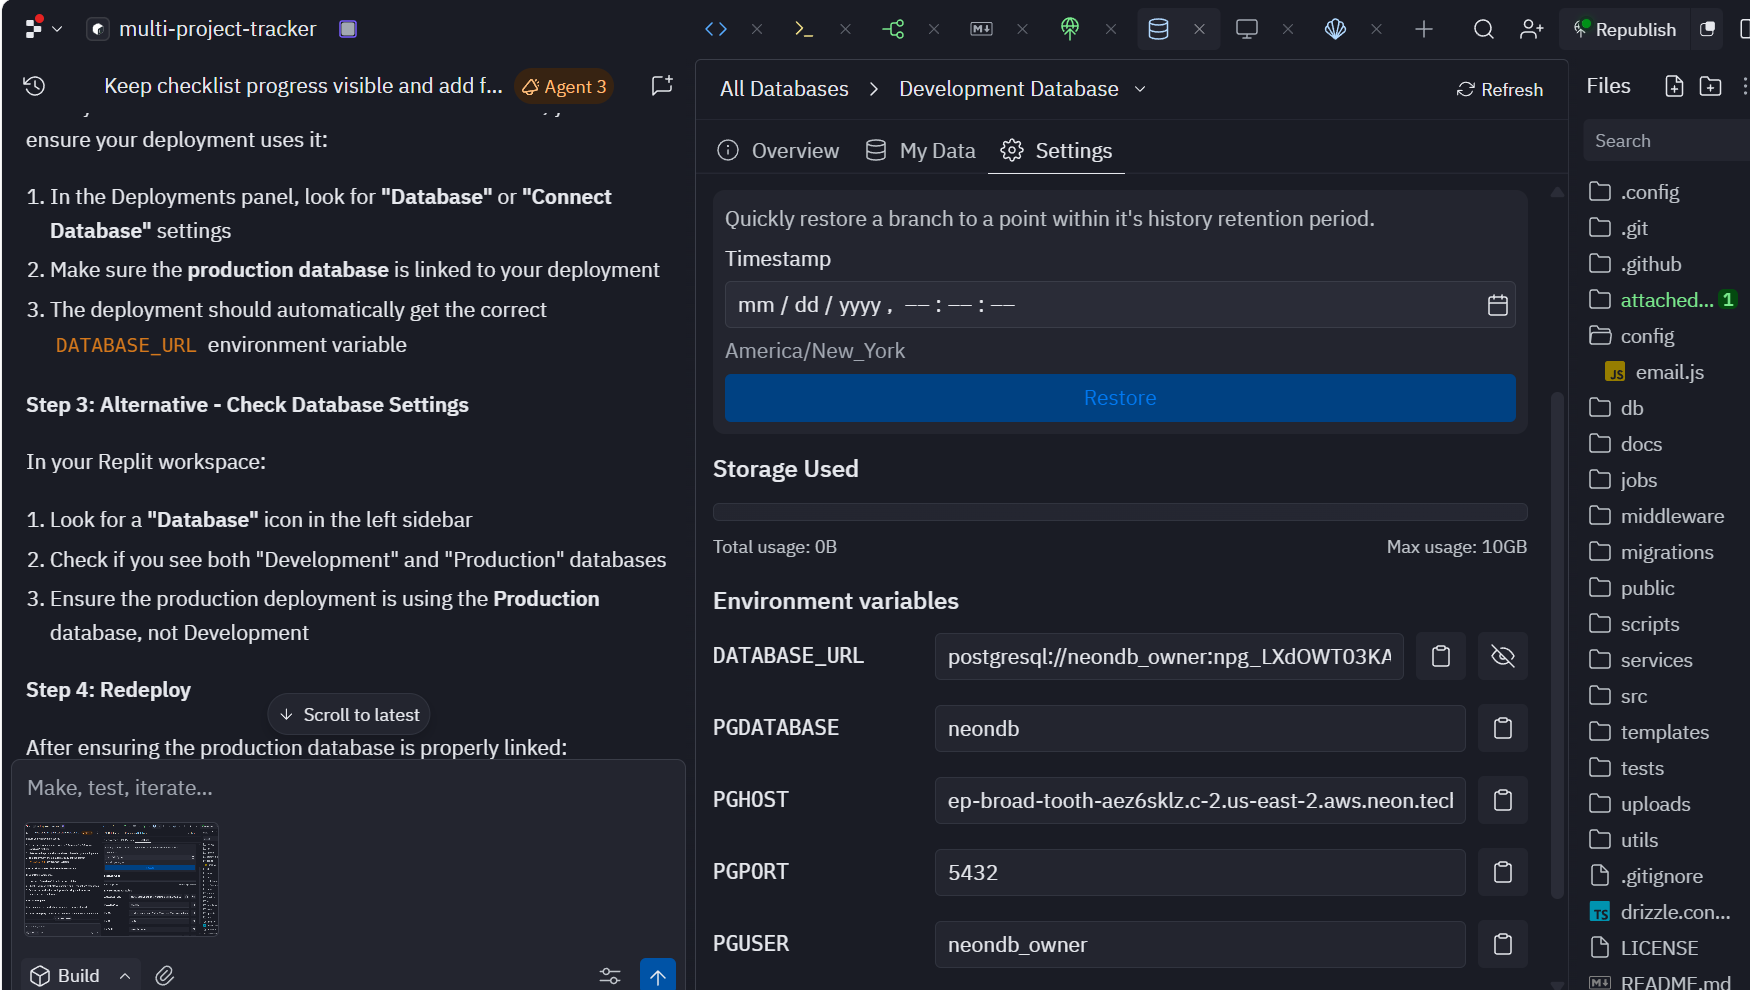 multi-project-tracker
Republish
Keep checklist progress visible and add f...
Agent 3
ensure your deployment uses it:
1. In the Deployments panel, look for "Database" or "Connect
Database" settings
2. Make sure the production database is linked to your deployment
3. The deployment should automatically get the correct
DATABASE_URL environment variable
Step 3: Alternative - Check Database Settings
In your Replit workspace:
1. Look for a "Database" icon in the left sidebar
2. Check if you see both "Development" and "Production" databases
3. Ensure the production deployment is using the Production
database, not Development
Step 4: Redeploy
Scroll to latest
After ensuring the production database is properly linked:
Make, test, iterate...
Build
All Databases > Development Database
Refresh
Overview
My Data
Settings
Quickly restore a branch to a point within it's history retention period.
Timestamp
mm / dd / yyyy , -- : -- : --
America/New_York
Restore
Storage Used
Total usage: 0B
Max usage: 10GB
Environment variables
DATABASE_URL
postgresql://neondb_owner:npg_LXdOWT03KA
PGDATABASE
neondb
PGHOST
ep-broad-tooth-aez6sklz.c-2.us-east-2.aws.neon.tecl
PGPORT
5432
PGUSER
neondb_owner
Files
Search
.config
.git
.github
attached... 1
config
JS email.js
db
docs
jobs
middleware
migrations
public
scripts
services
src
templates
tests
uploads
utils
.gitignore
TS drizzle.con...
LICENSE
README.md